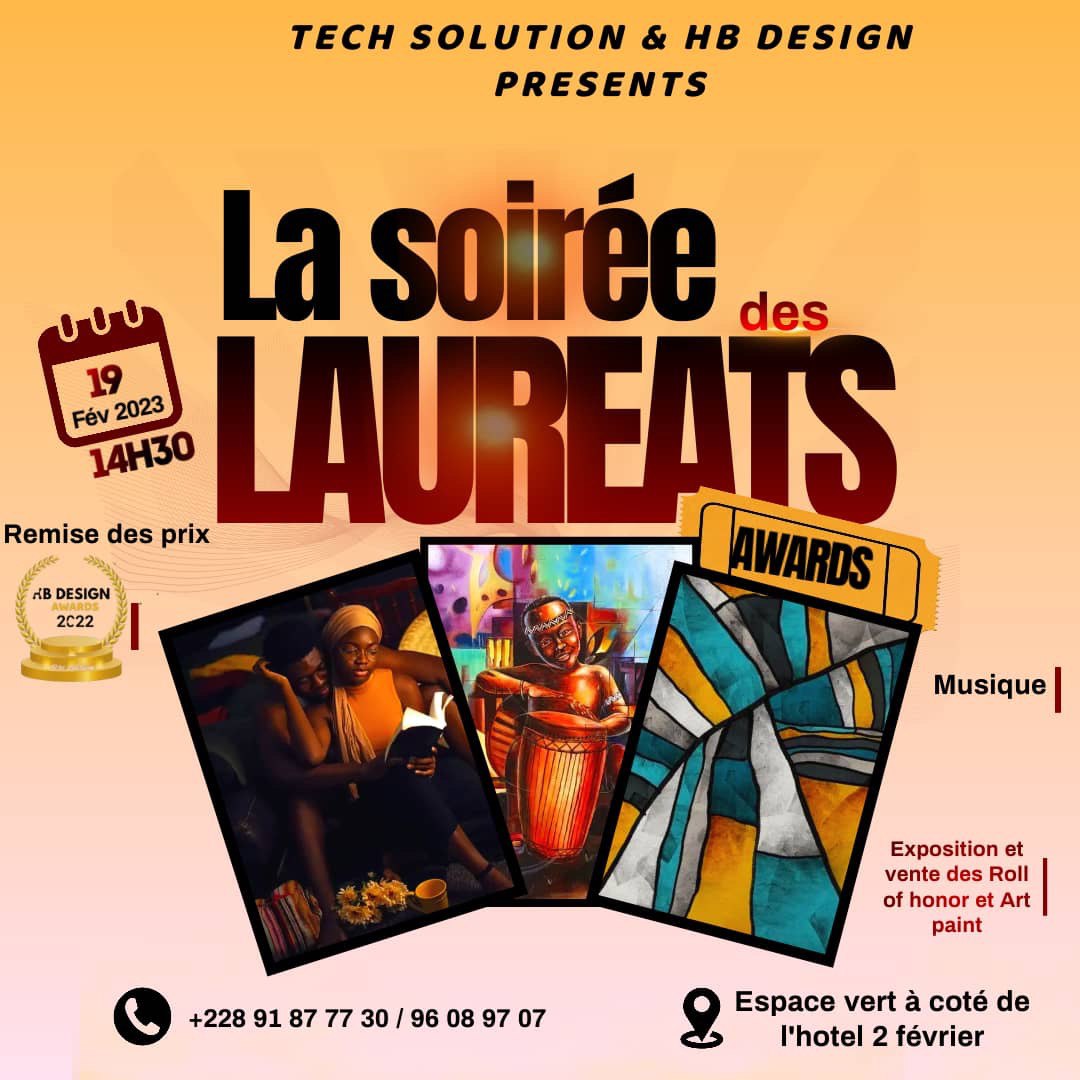 TECH SOLUTION & HB DESIGN
PRESENTS
La soirée
des
LAUREATS
19
Fév 2023
14H30
AWARDS
Remise des prix
HB DESIGN
AWARDS
2022
Musique
Exposition et
vente des Roll
of honor et Art
paint
+228 91 87 77 30 / 96 08 97 07
Espace vert à coté de
l'hotel 2 février